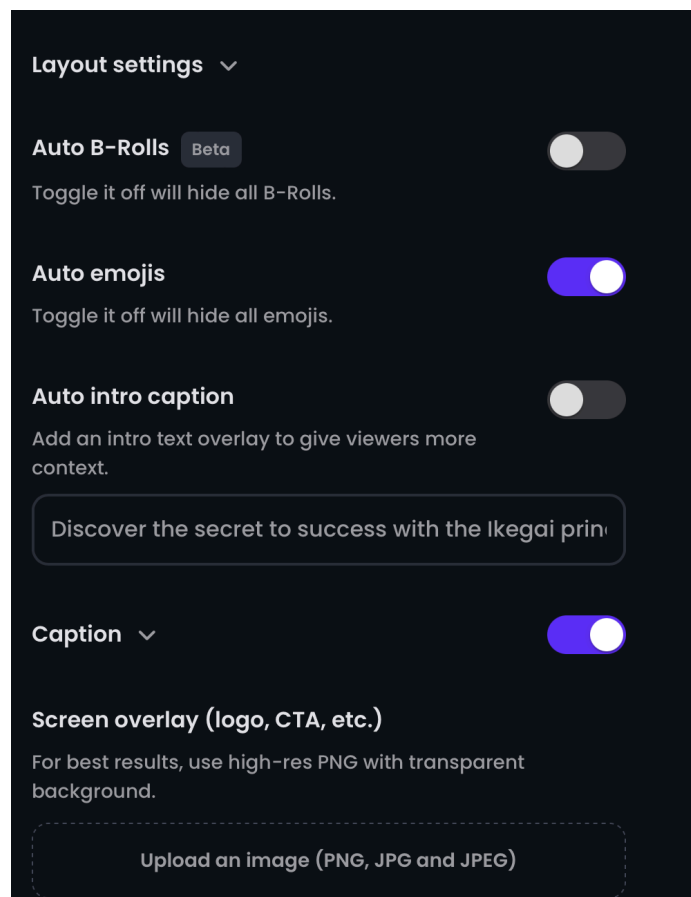 Layout settings
Auto B-Rolls Beta
Toggle it off will hide all B-Rolls.
Auto emojis
Toggle it off will hide all emojis.
Auto intro caption
Add an intro text overlay to give viewers more
context.
Discover the secret to success with the Ikegai
Caption
Screen overlay (logo, CTA, etc.)
For best results, use high-res PNG with transparent
background.
Upload an image (PNG, JPG and JPEG)